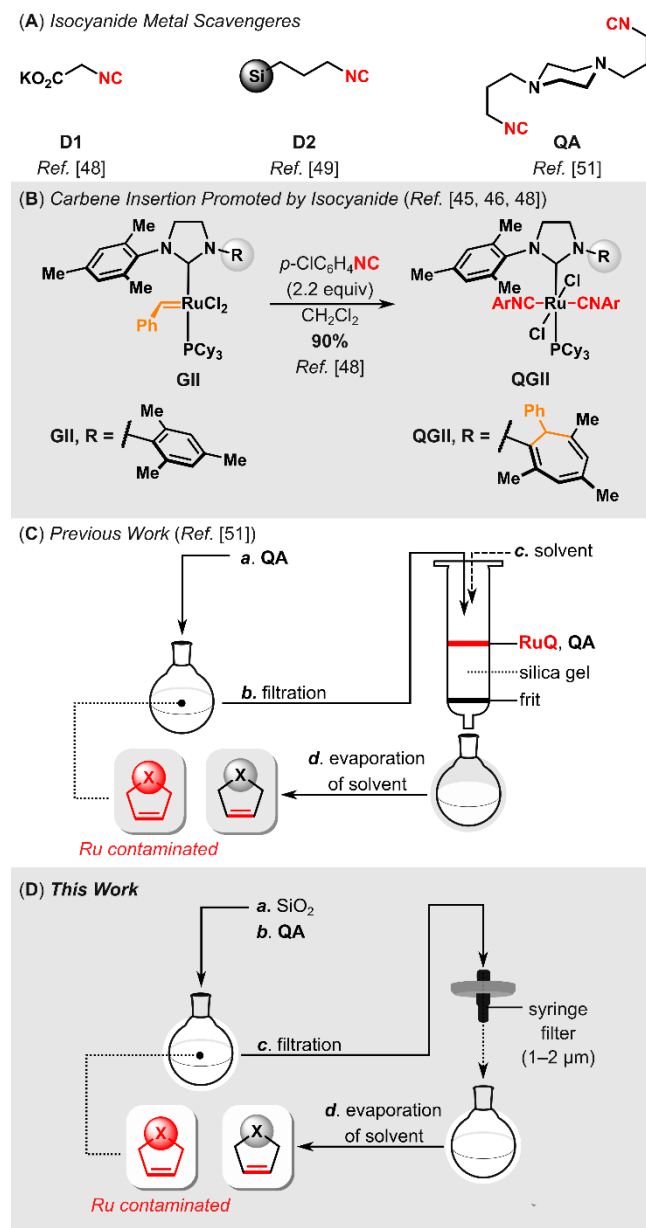 (A) Isocyanide Metal Scavengeres
KO₂C
NC
Si
NC
CN
N
N
NC
D1
D2
QA
Ref. [48]
Ref. [49]
Ref. [51]
(B) Carbene Insertion Promoted by Isocyanide (Ref. [45, 46, 48])
Me
Me
Me
N
N
R
RuCl₂
Ph
PCy₃
GII
p-ClC₆H₄NC
(2.2 equiv)
CH₂Cl₂
90%
Ref. [48]
Me
Me
Me
N
N
R
Cl
ArNC
Ru
CNAr
Cl
PCy₃
QGII
GII, R =
Me
Me
Me
QGII, R =
Ph
Me
Me
Me
(C) Previous Work (Ref. [51])
a. QA
c. solvent
RuQ, QA
silica gel
b. filtration
frit
d. evaporation
of solvent
X
X
Ru contaminated
(D) This Work
a. SiO₂
b. QA
syringe
filter
(1–2 µm)
c. filtration
d. evaporation
of solvent
X
X
Ru contaminated